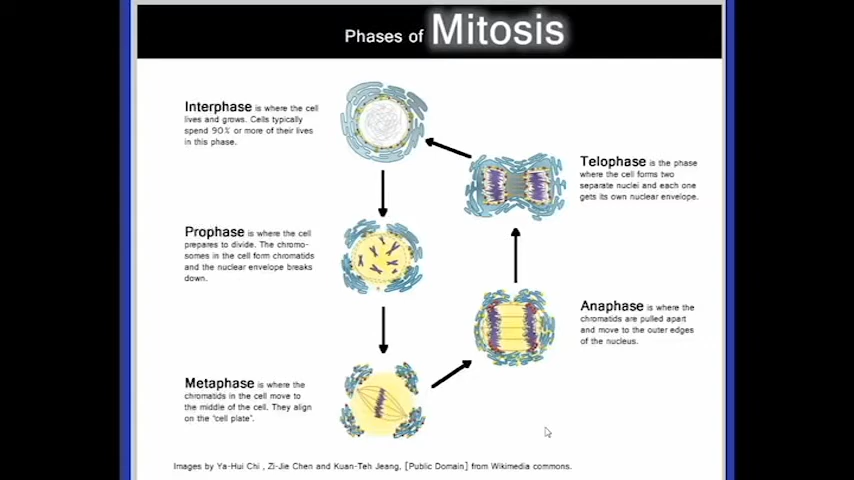 Phases of Mitosis
Interphase is where the cell
lives and grows. Cells typically
spend 90% or more of their lives
in this phase.
Telophase is the phase
where the cell forms two
separate nuclei and each one
gets its own nuclear envelope.
Prophase is where the cell
prepares to divide. The chromo-
somes in the cell form chromatids
and the nuclear envelope breaks
down.
Anaphase is where the
chromatids are pulled apart
and move to the outer edges
of the nucleus.
Metaphase is where the
chromatids in the cell move to
the middle of the cell. They align
on the "cell plate".
Images by Ya-Hui Chi , Zi-Jie Chen and Kuan-Teh Jeang, [Public Domain] from Wikimedia commons.